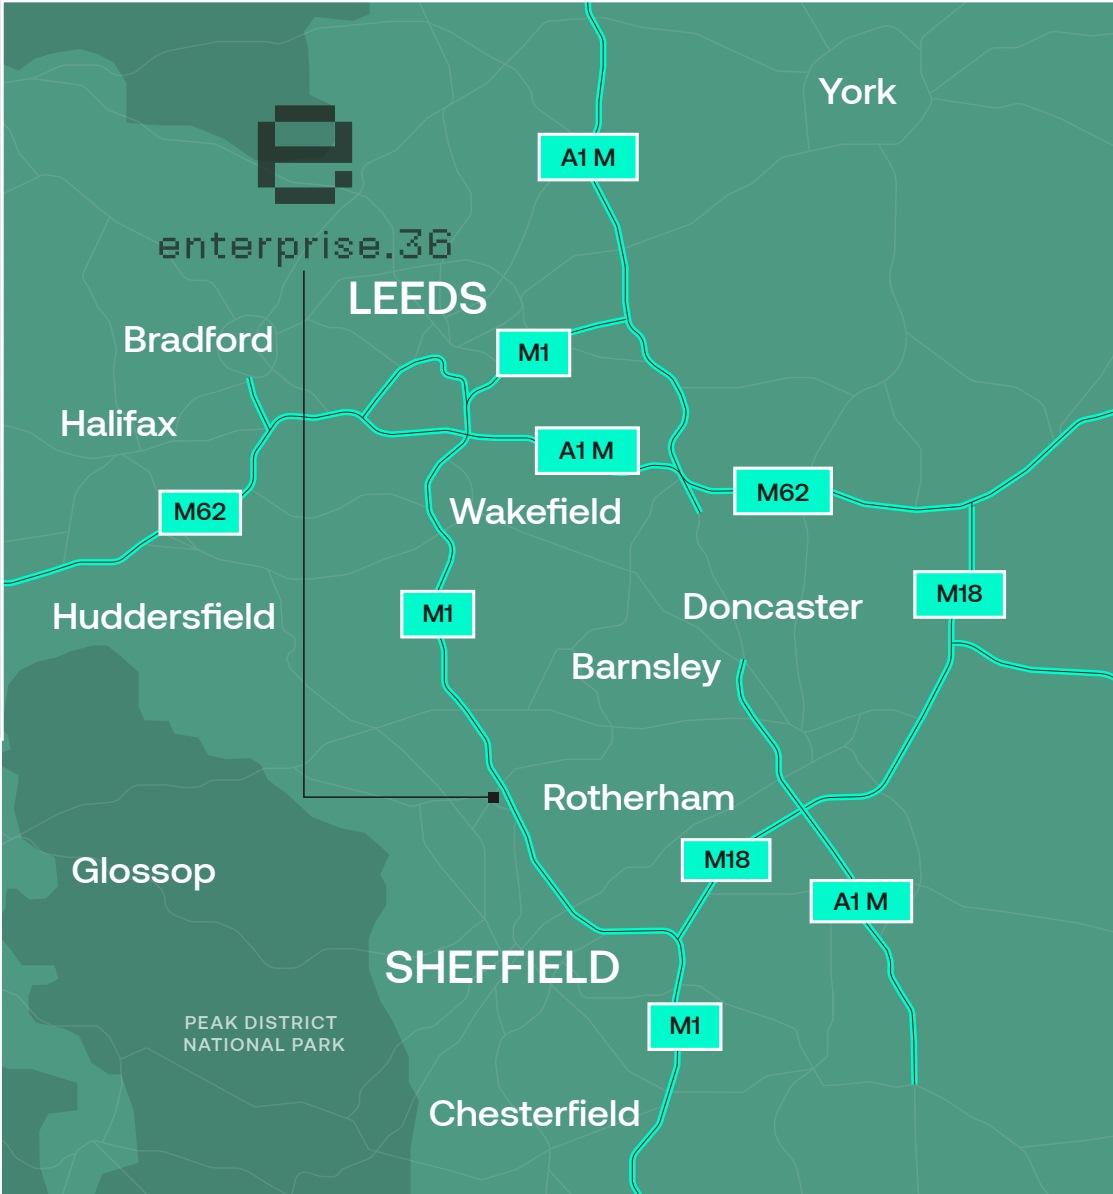 York
A1 M
enterprise.36
LEEDS
Bradford
M1
Halifax
A1 M
M62
M62
Wakefield
M18
Doncaster
Huddersfield
M1
Barnsley
Rotherham
M18
Glossop
A1 M
SHEFFIELD
PEAK DISTRICT
NATIONAL PARK
M1
Chesterfield